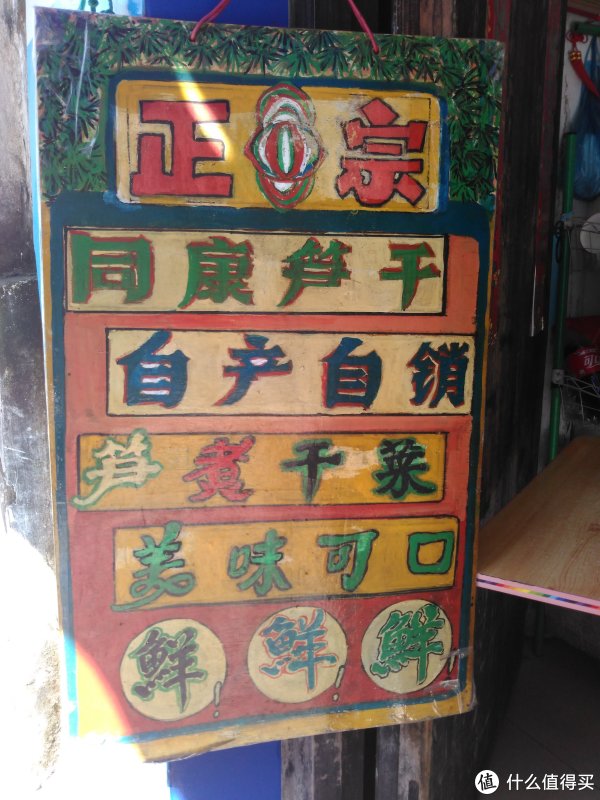 正宗
同康笋干
自产自销
笋煮干菜
美味可口
鲜!鲜!鲜!
值 什么值得买